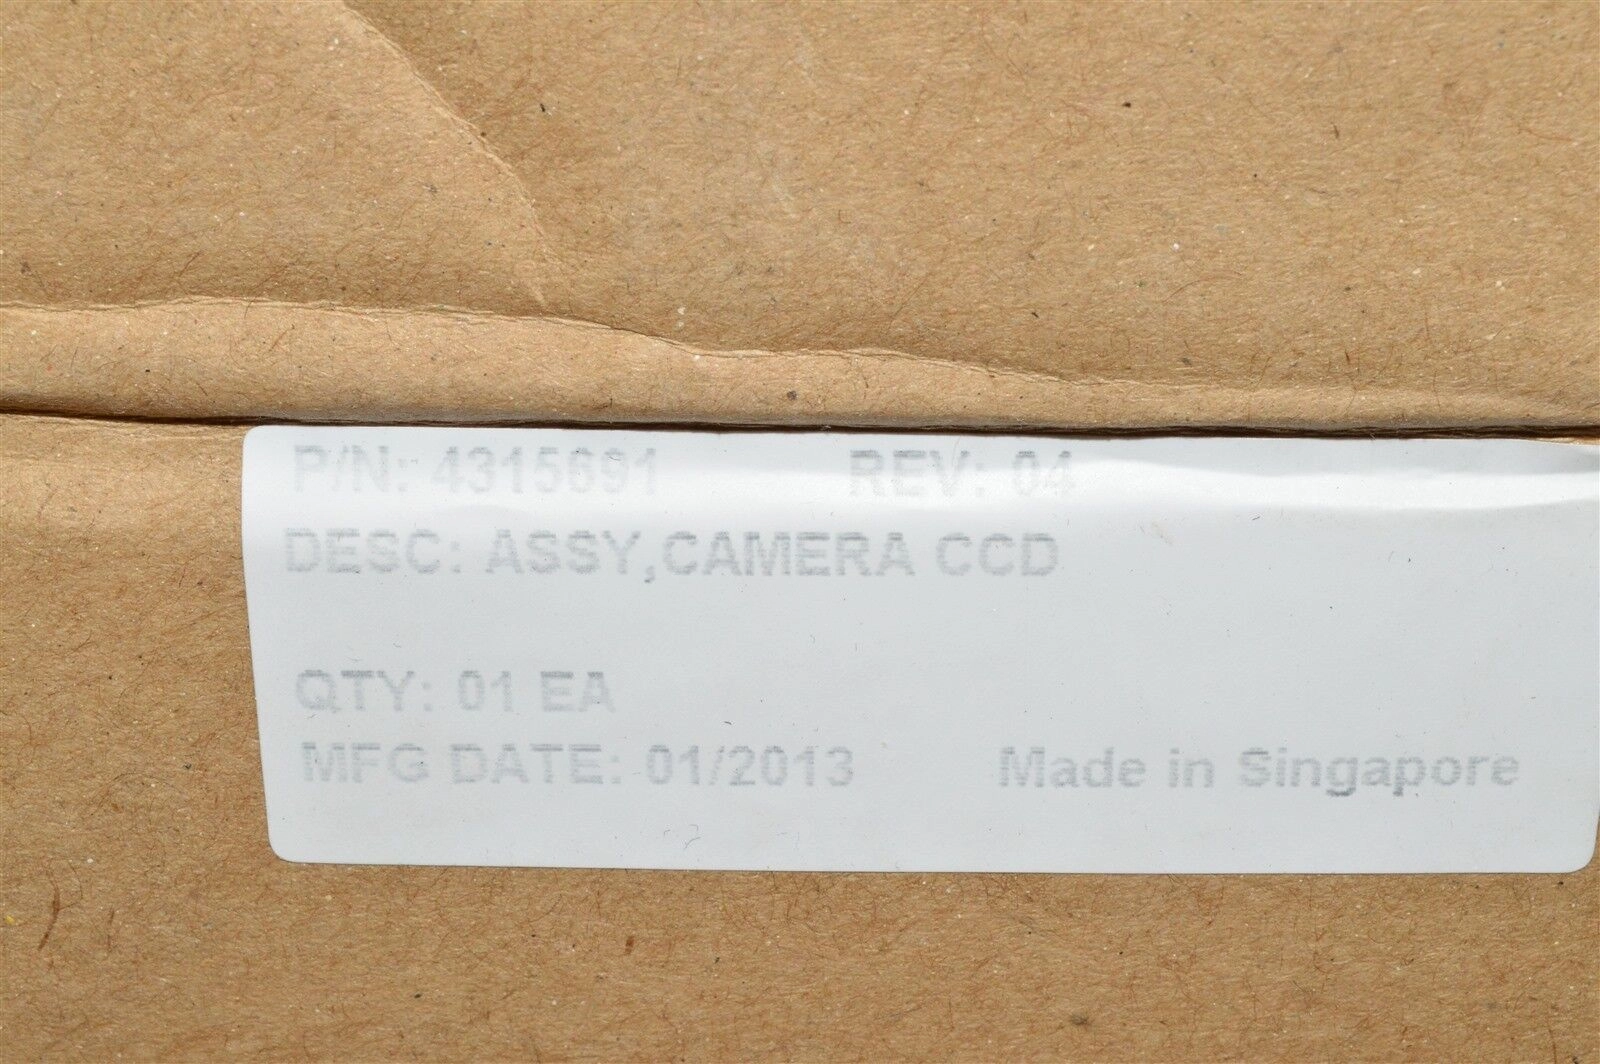 P/N: 4315691 REV: 04
DESC: ASSY,CAMERA CCD
QTY: 01 EA
MFG DATE: 01/2013 Made in Singapore